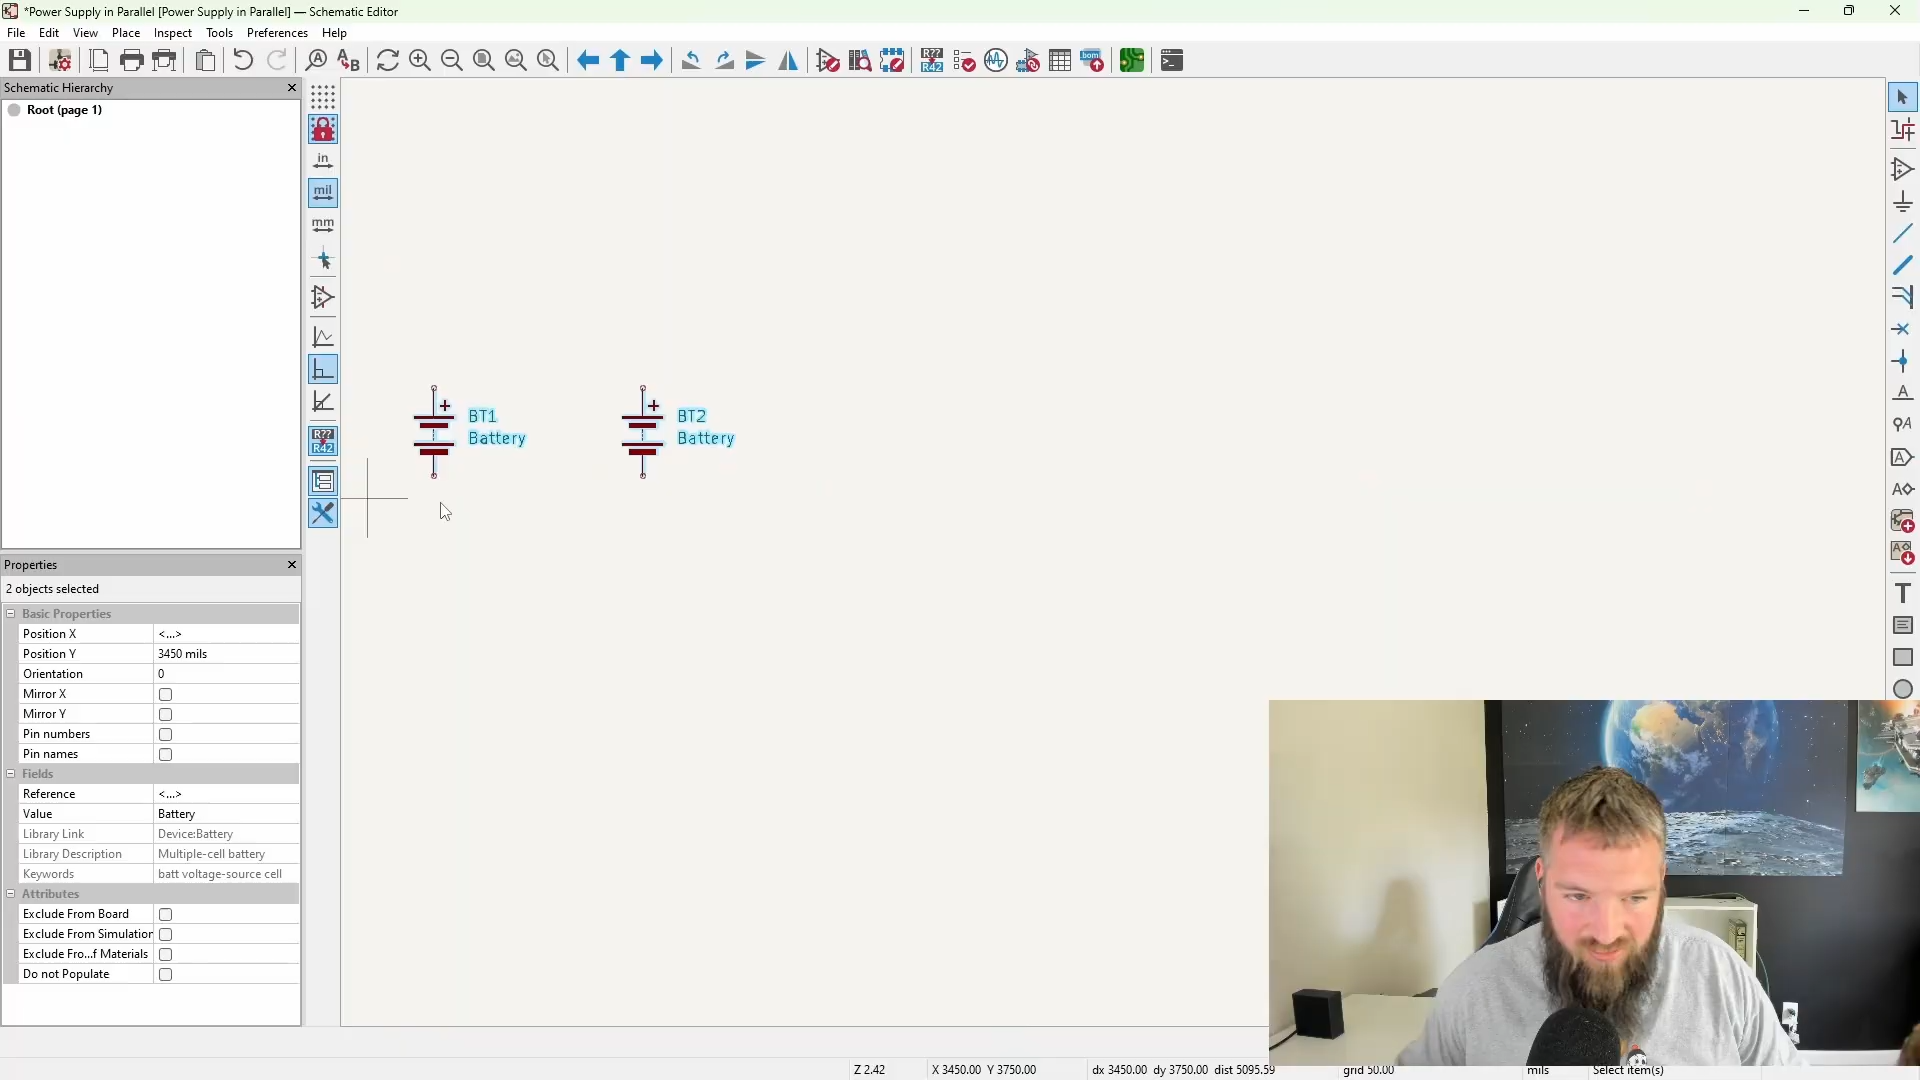 *Power Supply in Parallel [Power Supply in Parallel] — Schematic Editor
File Edit View Place Inspect Tools Preferences Help
Schematic Hierarchy
Root (page 1)
in
mil
mm
R??
R42
R??
R42
bom
BT1
Battery
BT2
Battery
Properties
2 objects selected
Basic Properties
Position X <...>
Position Y 3450 mils
Orientation 0
Mirror X
Mirror Y
Pin numbers
Pin names
Fields
Reference <...>
Value Battery
Library Link Device:Battery
Library Description Multiple-cell battery
Keywords batt voltage-source cell
Attributes
Exclude From Board
Exclude From Simulation
Exclude Fro...f Materials
Do not Populate
Z 2.42 X 3450.00 Y 3750.00 dx 3450.00 dy 3750.00 dist 5095.59 grid 50.00 mils Select item(s)